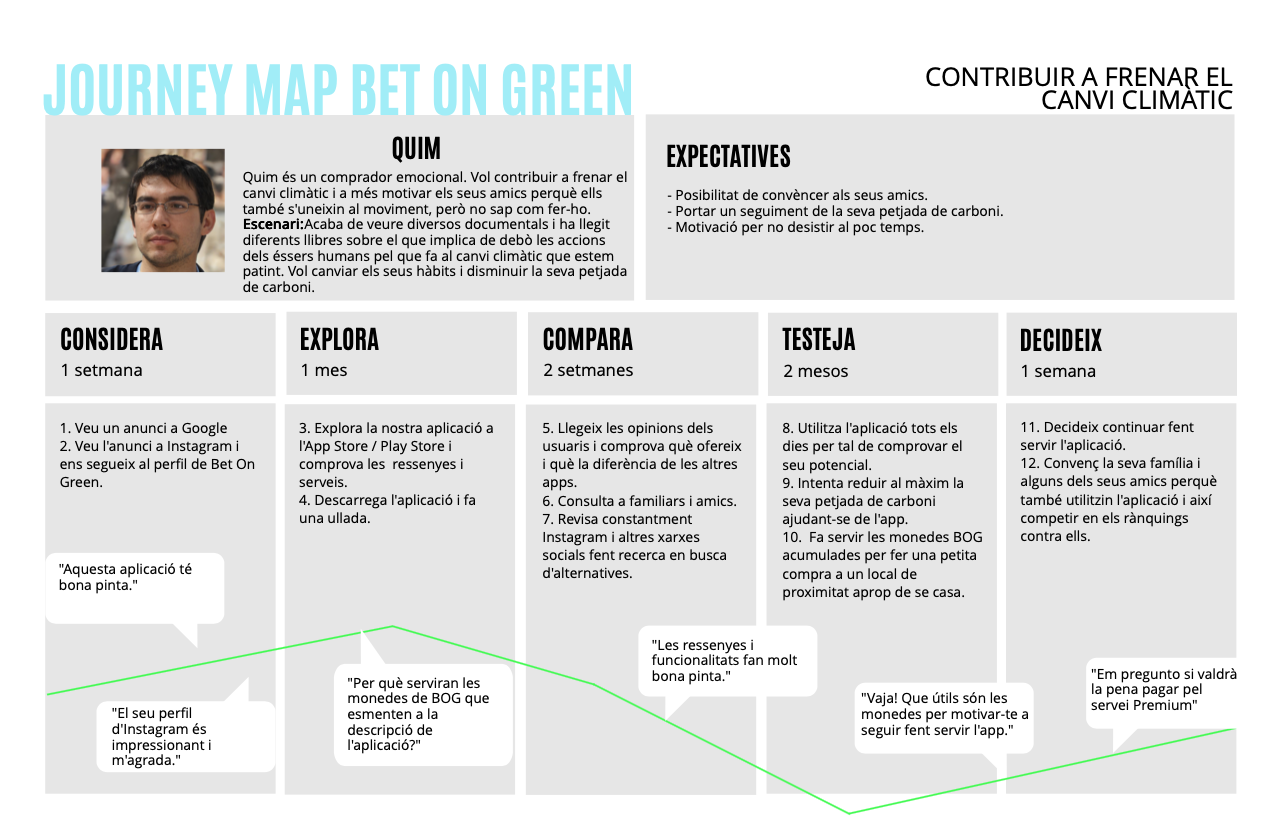 JOURNEY MAP BET ON GREEN
CONTRIBUIR A FRENAR EL
CANVI CLIMÀTIC
QUIM
Quim és un comprador emocional. Vol contribuir a frenar el
canvi climàtic i a més motivar els seus amics perquè ells
també s'uneixin al moviment, però no sap com fer-ho.
Escenari:Acaba de veure diversos documentals i ha llegit
diferents llibres sobre el que implica de debò les accions
dels éssers humans pel que fa al canvi climàtic que estem
patint. Vol canviar els seus hàbits i disminuir la seva petjada
de carboni.
EXPECTATIVES
- Posibilitat de convèncer als seus amics.
- Portar un seguiment de la seva petjada de carboni.
- Motivació per no desistir al poc temps.
CONSIDERA
1 setmana
EXPLORA
1 mes
COMPARA
2 setmanes
TESTEJA
2 mesos
DECIDEIX
1 semana
1. Veu un anunci a Google
2. Veu l'anunci a Instagram i
ens segueix al perfil de Bet On
Green.
3. Explora la nostra aplicació a
l'App Store / Play Store i
comprova les  ressenyes i
serveis.
4. Descarrega l'aplicació i fa
una ullada.
5. Llegeix les opinions dels
usuaris i comprova què ofereix
i què la diferència de les altres
apps.
6. Consulta a familiars i amics.
7. Revisa constantment
Instagram i altres xarxes
socials fent recerca en busca
d'alternatives.
8. Utilitza l'aplicació tots els
dies per tal de comprovar el
seu potencial.
9. Intenta reduir al màxim la
seva petjada de carboni
ajudant-se de l'app.
10.  Fa servir les monedes BOG
acumulades per fer una petita
compra a un local de
proximitat aprop de se casa.
11. Decideix continuar fent
servir l'aplicació.
12. Convenç la seva família i
alguns dels seus amics perquè
també utilitzin l'aplicació i així
competir en els rànquings
contra ells.
"Aquesta aplicació té
bona pinta."
"El seu perfil
d'Instagram és
impressionant i
m'agrada."
"Per què serviran les
monedes de BOG que
esmenten a la
descripció de
l'aplicació?"
"Les ressenyes i
funcionalitats fan molt
bona pinta."
"Vaja! Que útils són les
monedes per motivar-te a
seguir fent servir l'app."
"Em pregunto si valdrà
la pena pagar pel
servei Premium"